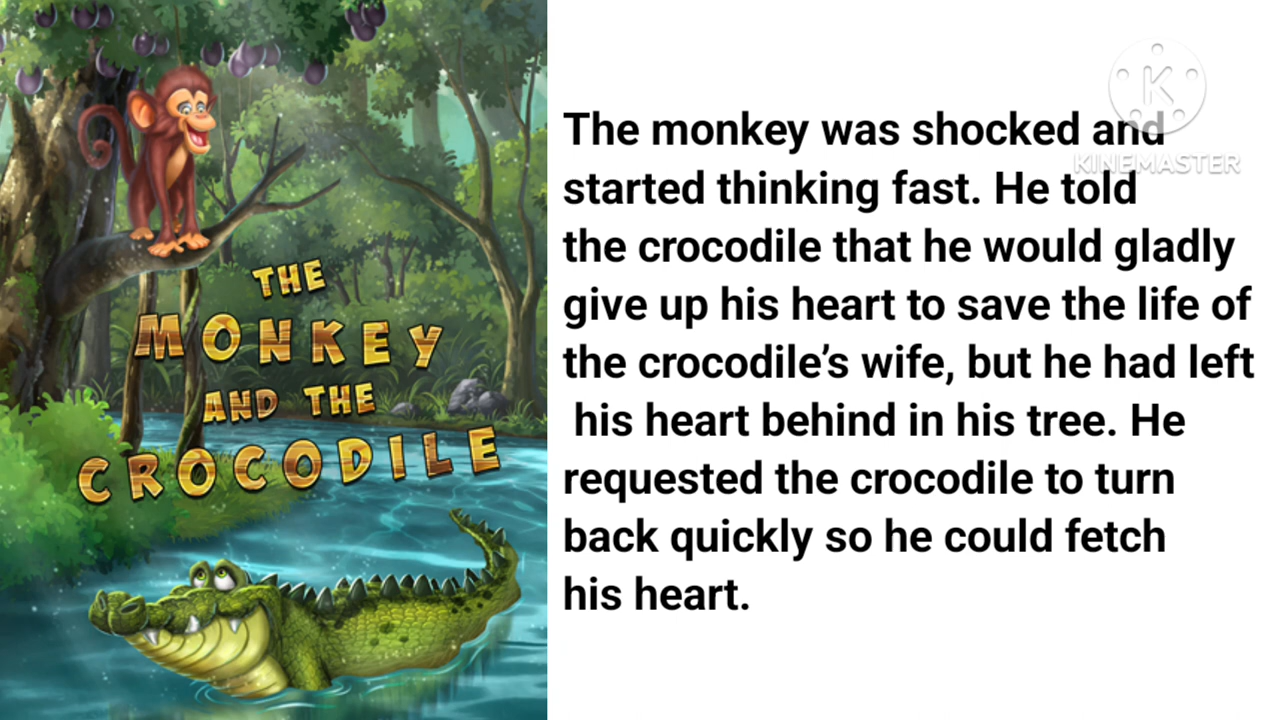 THE
MONKEY
AND THE
CROCODILE
K
KINEMASTER
The monkey was shocked and
started thinking fast. He told
the crocodile that he would gladly
give up his heart to save the life of
the crocodile’s wife, but he had left
his heart behind in his tree. He
requested the crocodile to turn
back quickly so he could fetch
his heart.